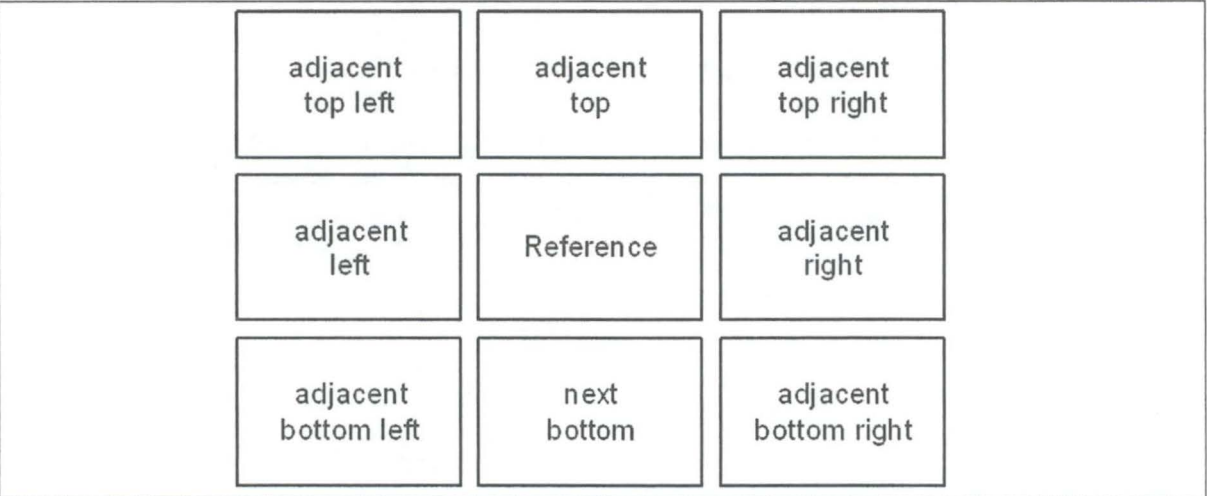 adjacent
top left
adjacent
top
adjacent
top right
adjacent
left
Reference
adjacent
right
adjacent
bottom left
next
bottom
adjacent
bottom right